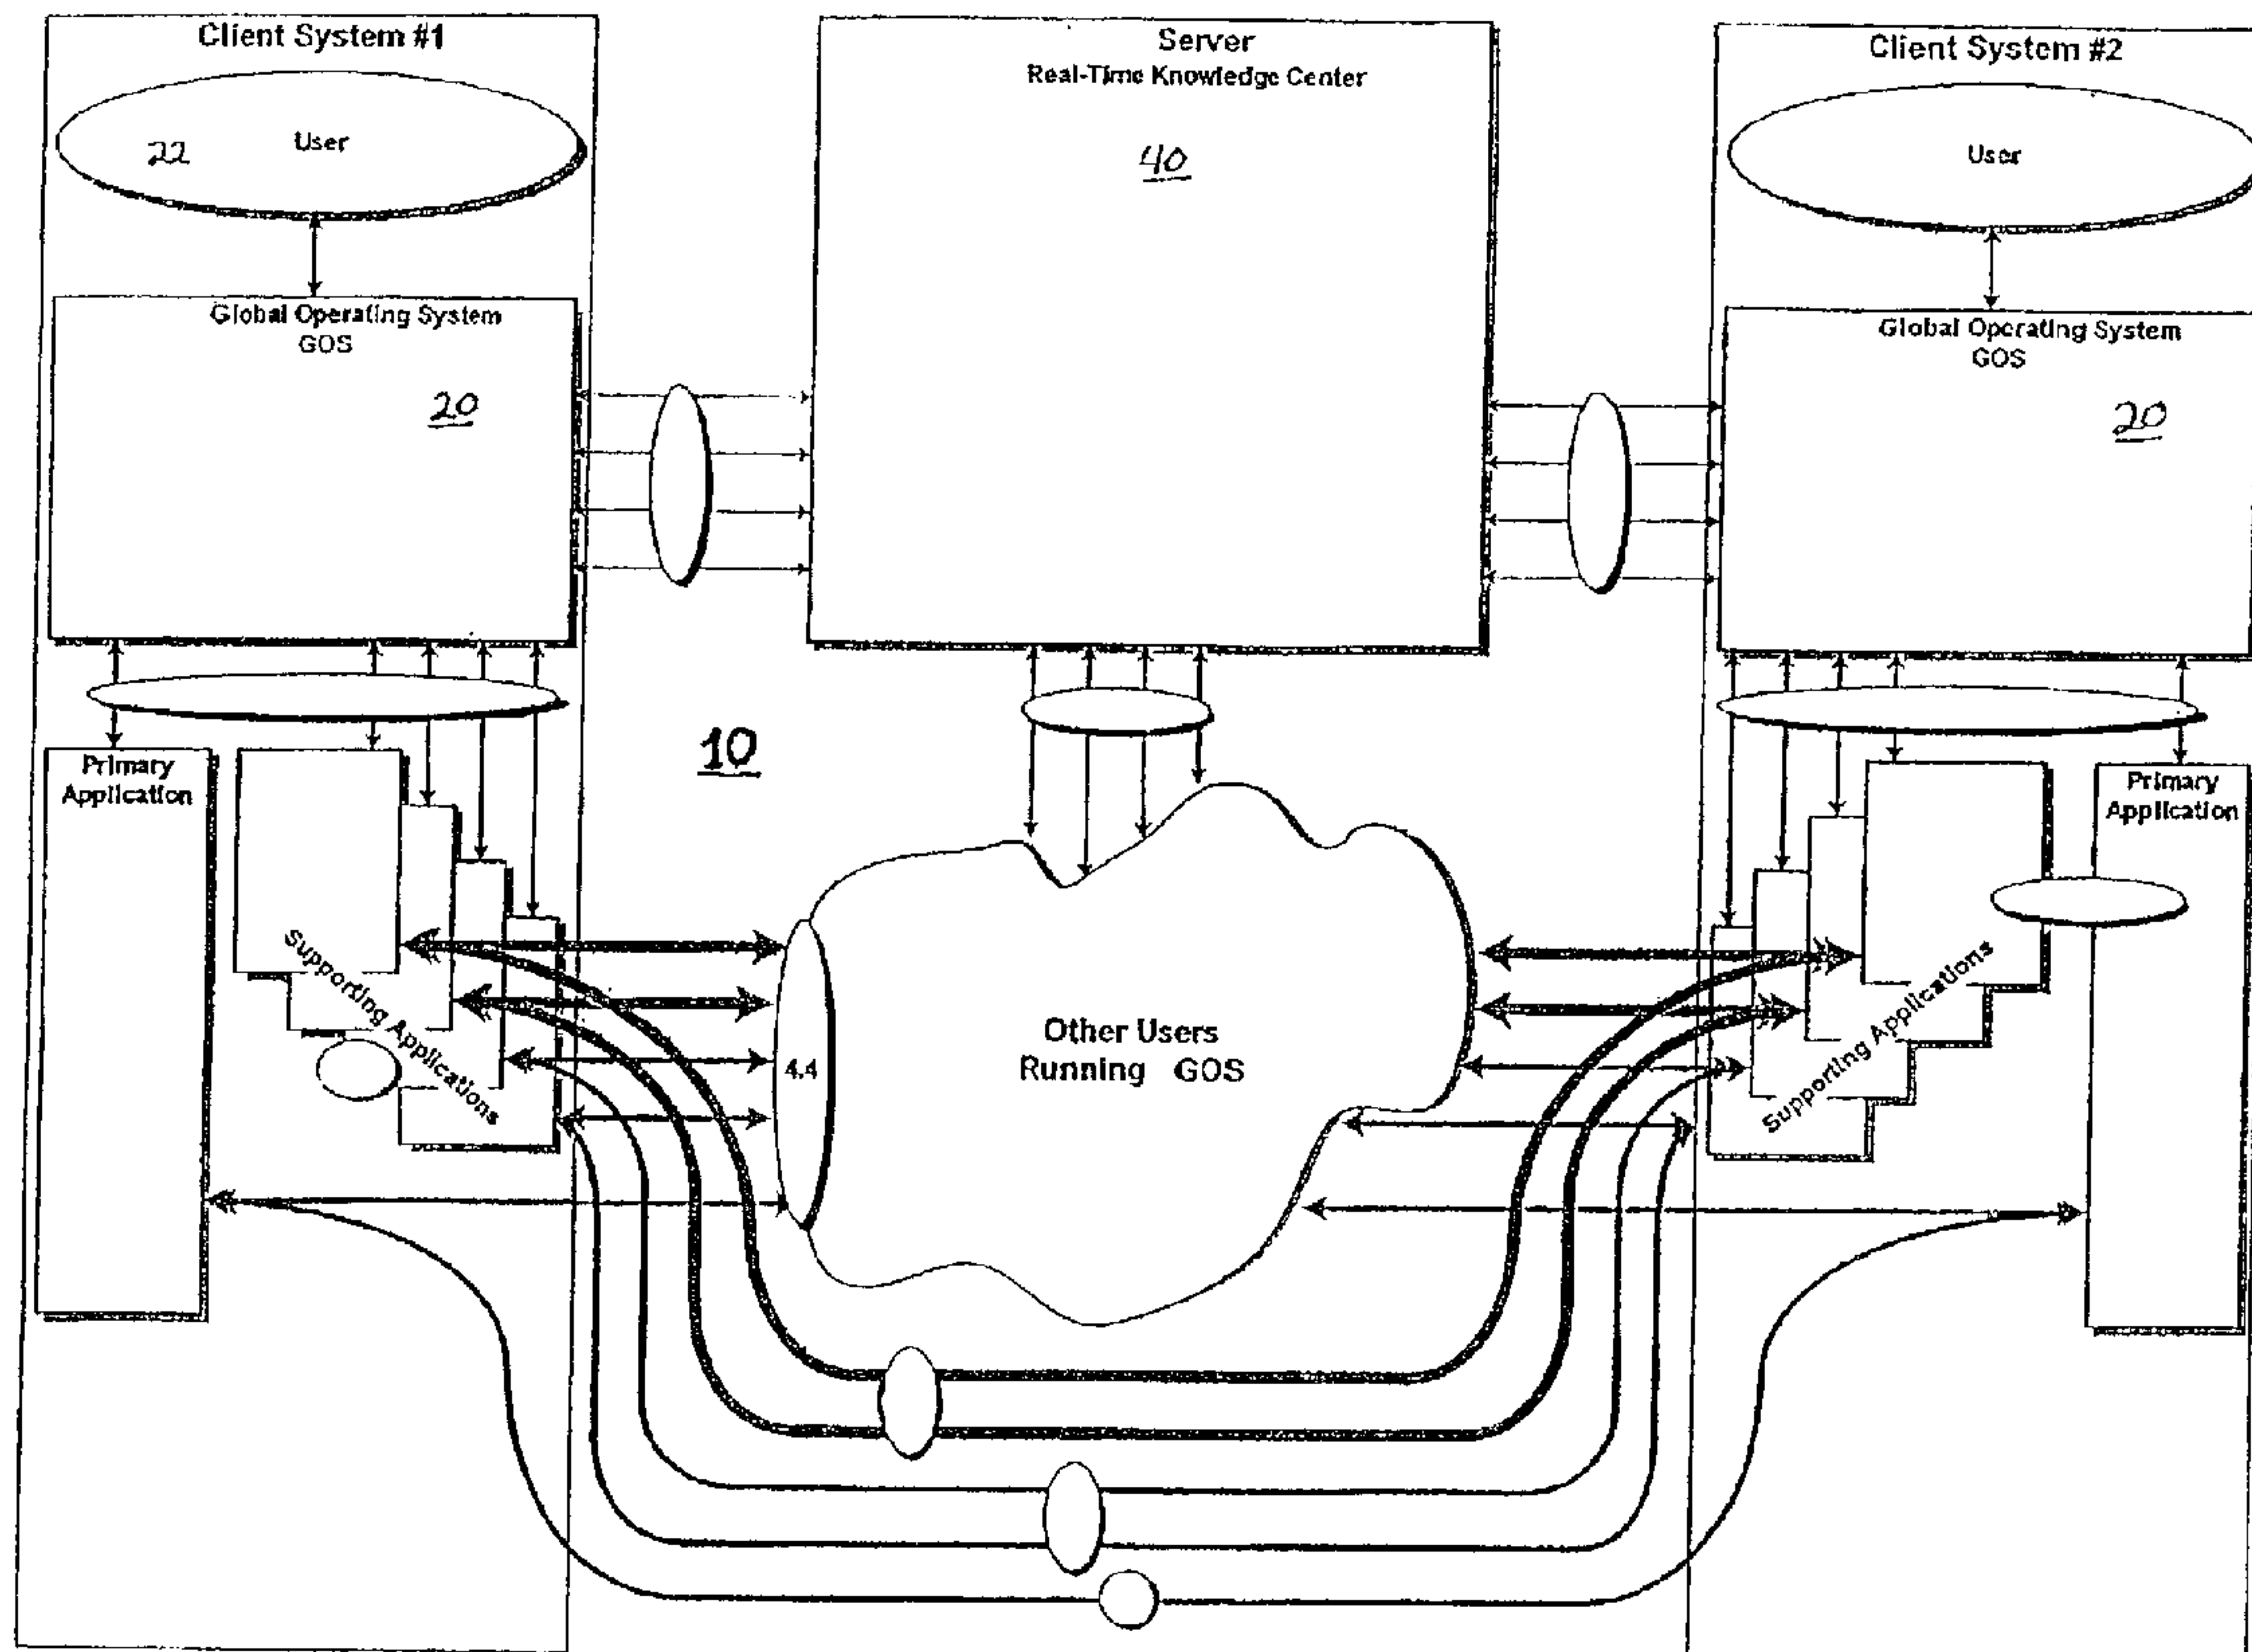 Client System #1
User
22
Global Operating System
GOS
20
Primary
Application
Supporting Applications
Server
Real-Time Knowledge Center
40
10
4.4
Other Users
Running GOS
Client System #2
User
Global Operating System
GOS
20
Supporting Applications
Primary
Application